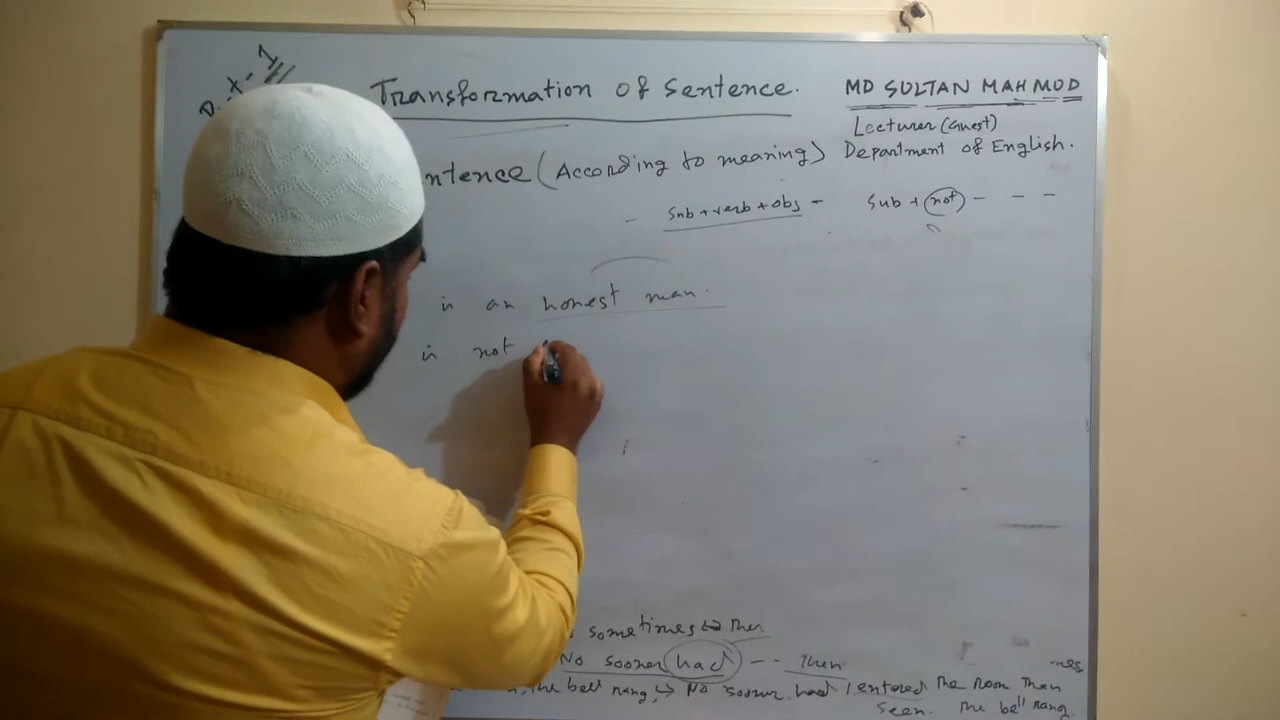 D. x - 1
Transformation of Sentence.
MD SULTAN MAHMOD
Lecturer (Guest)
Department of English.
ntence (According to meaning)
- Sub + verb + obj - Sub + not - - -
is an honest man.
is not
sometimes Then
No sooner had -- Then
the bell rang, → No sooner had I entered The room Than
seen. The bell rang.